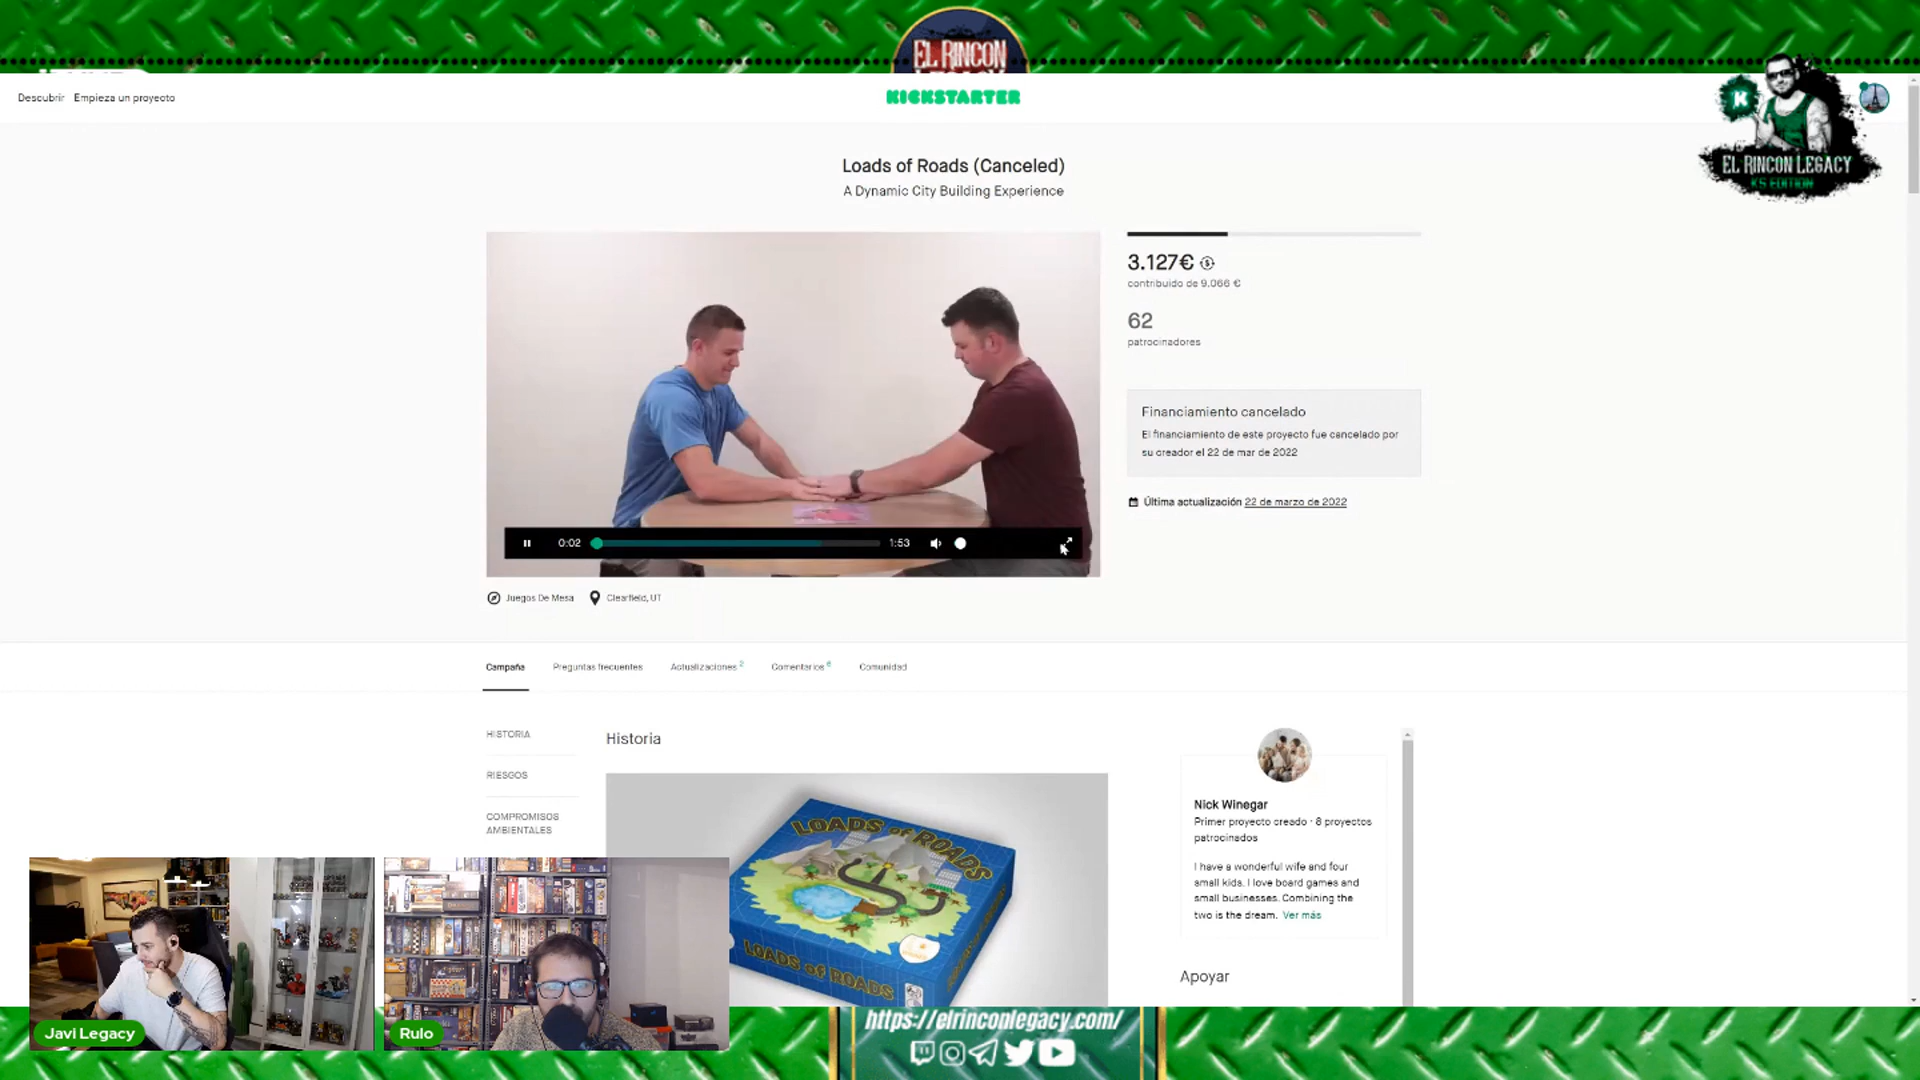 EL RINCON
LEGACY
Descubrir Empieza un proyecto
KICKSTARTER
K
EL RINCON LEGACY
KS EDITION
Loads of Roads (Canceled)
A Dynamic City Building Experience
3.127€
contribuido de 9.066 €
62
patrocinadores
Financiamiento cancelado
El financiamiento de este proyecto fue cancelado por
su creador el 22 de mar de 2022
Última actualización 22 de marzo de 2022
0:02 1:53
Juegos De Mesa Clearfield, UT
Campaña Preguntas frecuentes Actualizaciones 2 Comentarios 6 Comunidad
HISTORIA
RIESGOS
COMPROMISOS
AMBIENTALES
Historia
LOADS OF ROADS
LOADS OF ROADS
Nick Winegar
Primer proyecto creado · 8 proyectos
patrocinados
I have a wonderful wife and four
small kids. I love board games and
small businesses. Combining the
two is the dream. Ver más
Apoyar
Javi Legacy
Rulo
https://elrinconlegacy.com/